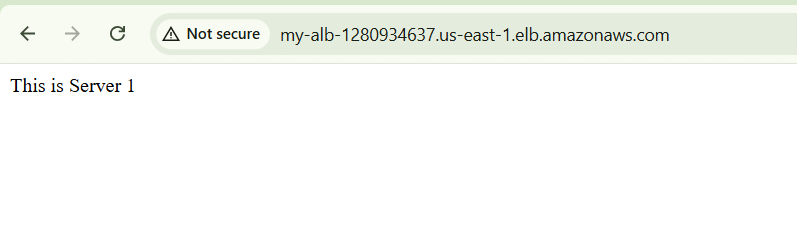 Not secure my-alb-1280934637.us-east-1.elb.amazonaws.com
This is Server 1